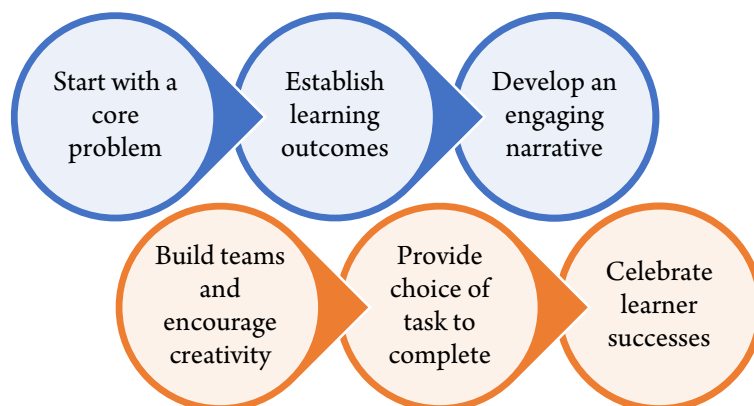 Start with a
core
problem
Establish
learning
outcomes
Develop an
engaging
narrative
Build teams
and
encourage
creativity
Provide
choice of
task to
complete
Celebrate
learner
successes